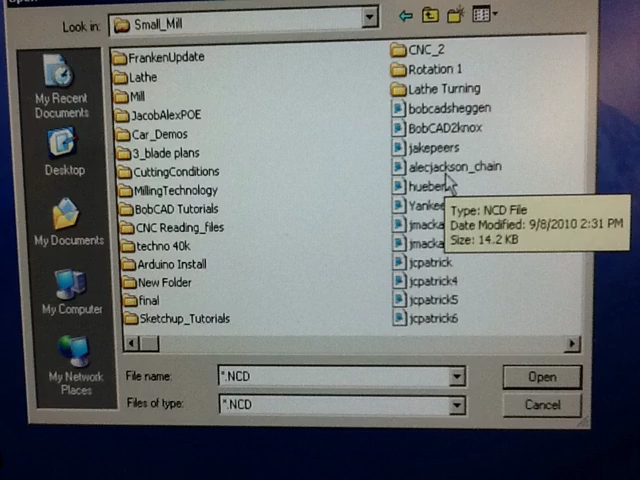 Look in:
Small_Mill
My Recent
Documents
Desktop
My Documents
My Computer
My Network
Places
FrankenUpdate
Lathe
Mill
JacobAlexPOE
Car_Demos
3_blade plans
CuttingConditions
MillingTechnology
BobCAD Tutorials
CNC Reading_files
techno 40k
Arduino Install
New Folder
final
Sketchup_Tutorials
CNC_2
Rotation 1
Lathe Turning
bobcadsheggen
BobCAD2knox
jakepeers
alecjackson_chain
Yankee
jmacka
jmacka
jcpatrick
jcpatrick4
jcpatrick5
jcpatrick6
Type: NCD File
Date Modified: 9/8/2010 2:31 PM
Size: 14.2 KB
File name:
*.NCD
Open
Files of type:
*.NCD
Cancel